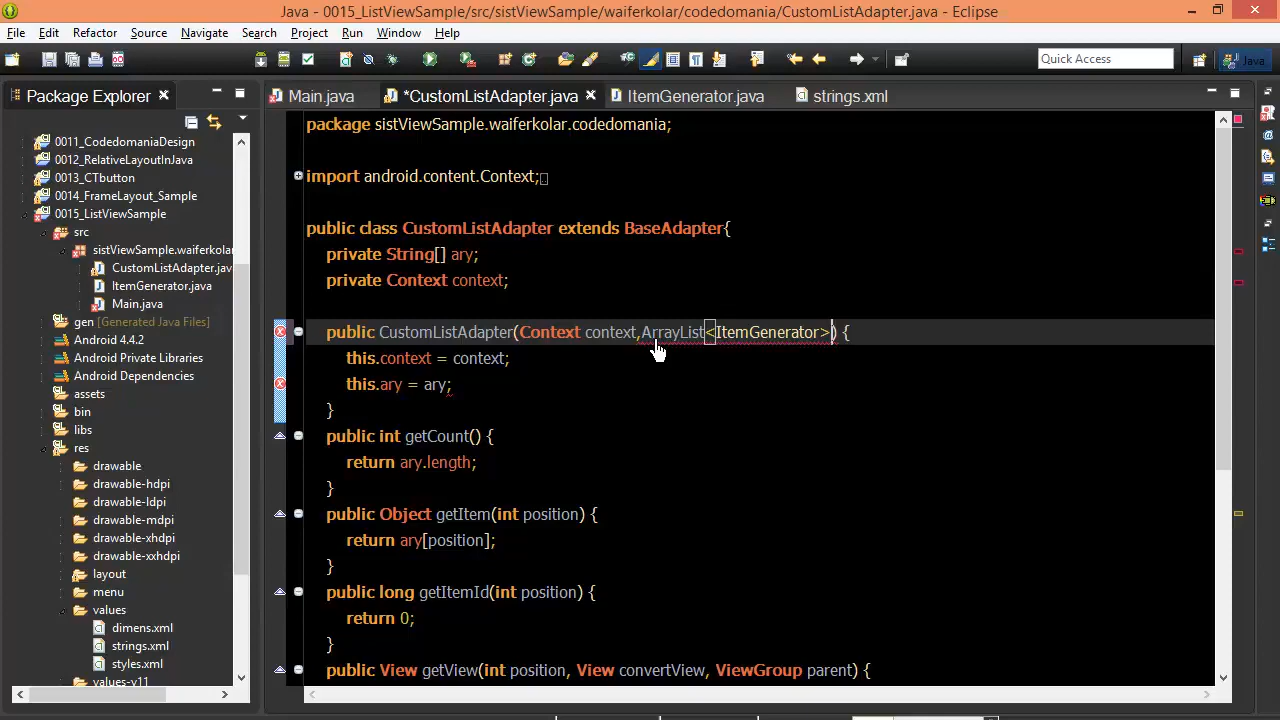 Java - 0015_ListViewSample/src/sistViewSample/waiferkolar/codedomania/CustomListAdapter.java - Eclipse
File Edit Refactor Source Navigate Search Project Run Window Help
Quick Access
Java
Package Explorer
Main.java *CustomListAdapter.java ItemGenerator.java strings.xml
0011_CodedomaniaDesign
0012_RelativeLayoutInJava
0013_CTbutton
0014_FrameLayout_Sample
0015_ListViewSample
src
sistViewSample.waiferkolar
CustomListAdapter.jav
ItemGenerator.java
Main.java
gen [Generated Java Files]
Android 4.4.2
Android Private Libraries
Android Dependencies
assets
bin
libs
res
drawable
drawable-hdpi
drawable-ldpi
drawable-mdpi
drawable-xhdpi
drawable-xxhdpi
layout
menu
values
dimens.xml
strings.xml
styles.xml
values-v11
package sistViewSample.waiferkolar.codedomania;
import android.content.Context;
public class CustomListAdapter extends BaseAdapter{
private String[] ary;
private Context context;
public CustomListAdapter(Context context,ArrayList<ItemGenerator>) {
this.context = context;
this.ary = ary;
}
public int getCount() {
return ary.length;
}
public Object getItem(int position) {
return ary[position];
}
public long getItemId(int position) {
return 0;
}
public View getView(int position, View convertView, ViewGroup parent) {